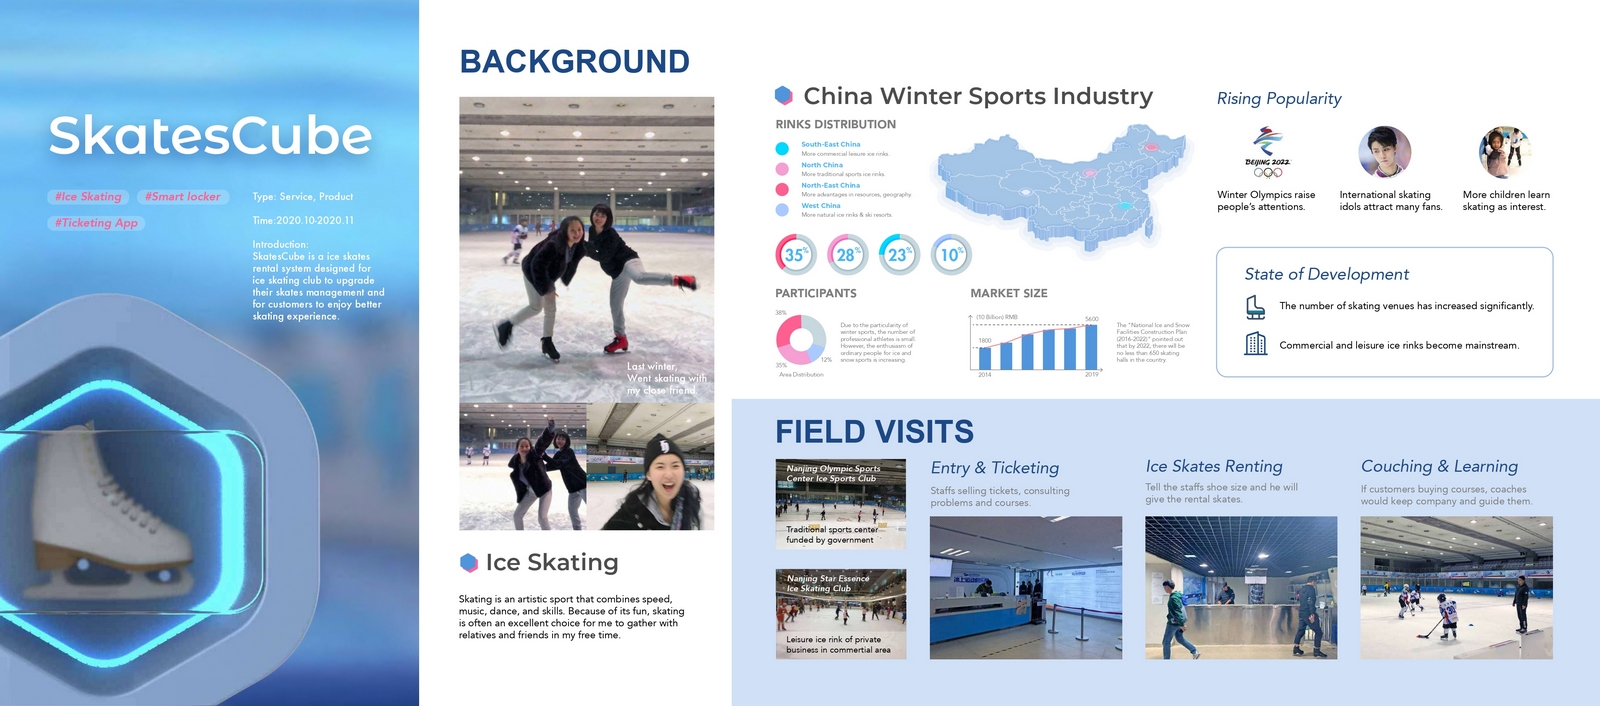 SkatesCube
#Ice Skating
#Smart locker
#Ticketing App
Type: Service, Product
Time:2020.10-2020.11
Introduction:
SkatesCube is a ice skates
rental system designed for
ice skating club to upgrade
their skates management and
for customers to enjoy better
skating experience.
BACKGROUND
Last winter,
Went skating with
my close friend.
Ice Skating
Skating is an artistic sport that combines speed,
music, dance, and skills. Because of its fun, skating
is often an excellent choice for me to gather with
relatives and friends in my free time.
China Winter Sports Industry
RINKS DISTRIBUTION
South-East China
More commercial leisure ice rinks.
North China
More traditional sports ice rinks.
North-East China
More advantages in resources, geography.
West China
More natural ice rinks & ski resorts.
35%
28%
23%
10%
PARTICIPANTS
38%
35%
12%
Area Distribution
Due to the particularity of
winter sports, the number of
professional athletes is small.
However, the enthusiasm of
ordinary people for ice and
snow sports is increasing.
MARKET SIZE
(10 Billion) RMB
1800
5600
2014
2019
The "National Ice and Snow
Facilities Construction Plan
(2016-2022)" pointed out
that by 2022, there will be
no less than 650 skating
halls in the country.
Rising Popularity
BEIJING 2022
Winter Olympics raise
people's attentions.
International skating
idols attract many fans.
More children learn
skating as interest.
State of Development
The number of skating venues has increased significantly.
Commercial and leisure ice rinks become mainstream.
FIELD VISITS
Nanjing Olympic Sports
Center Ice Sports Club
Traditional sports center
funded by government
Nanjing Star Essence
Ice Skating Club
Leisure ice rink of private
business in commertial area
Entry & Ticketing
Staffs selling tickets, consulting
problems and courses.
Ice Skates Renting
Tell the staffs shoe size and he will
give the rental skates.
Couching & Learning
If customers buying courses, coaches
would keep company and guide them.